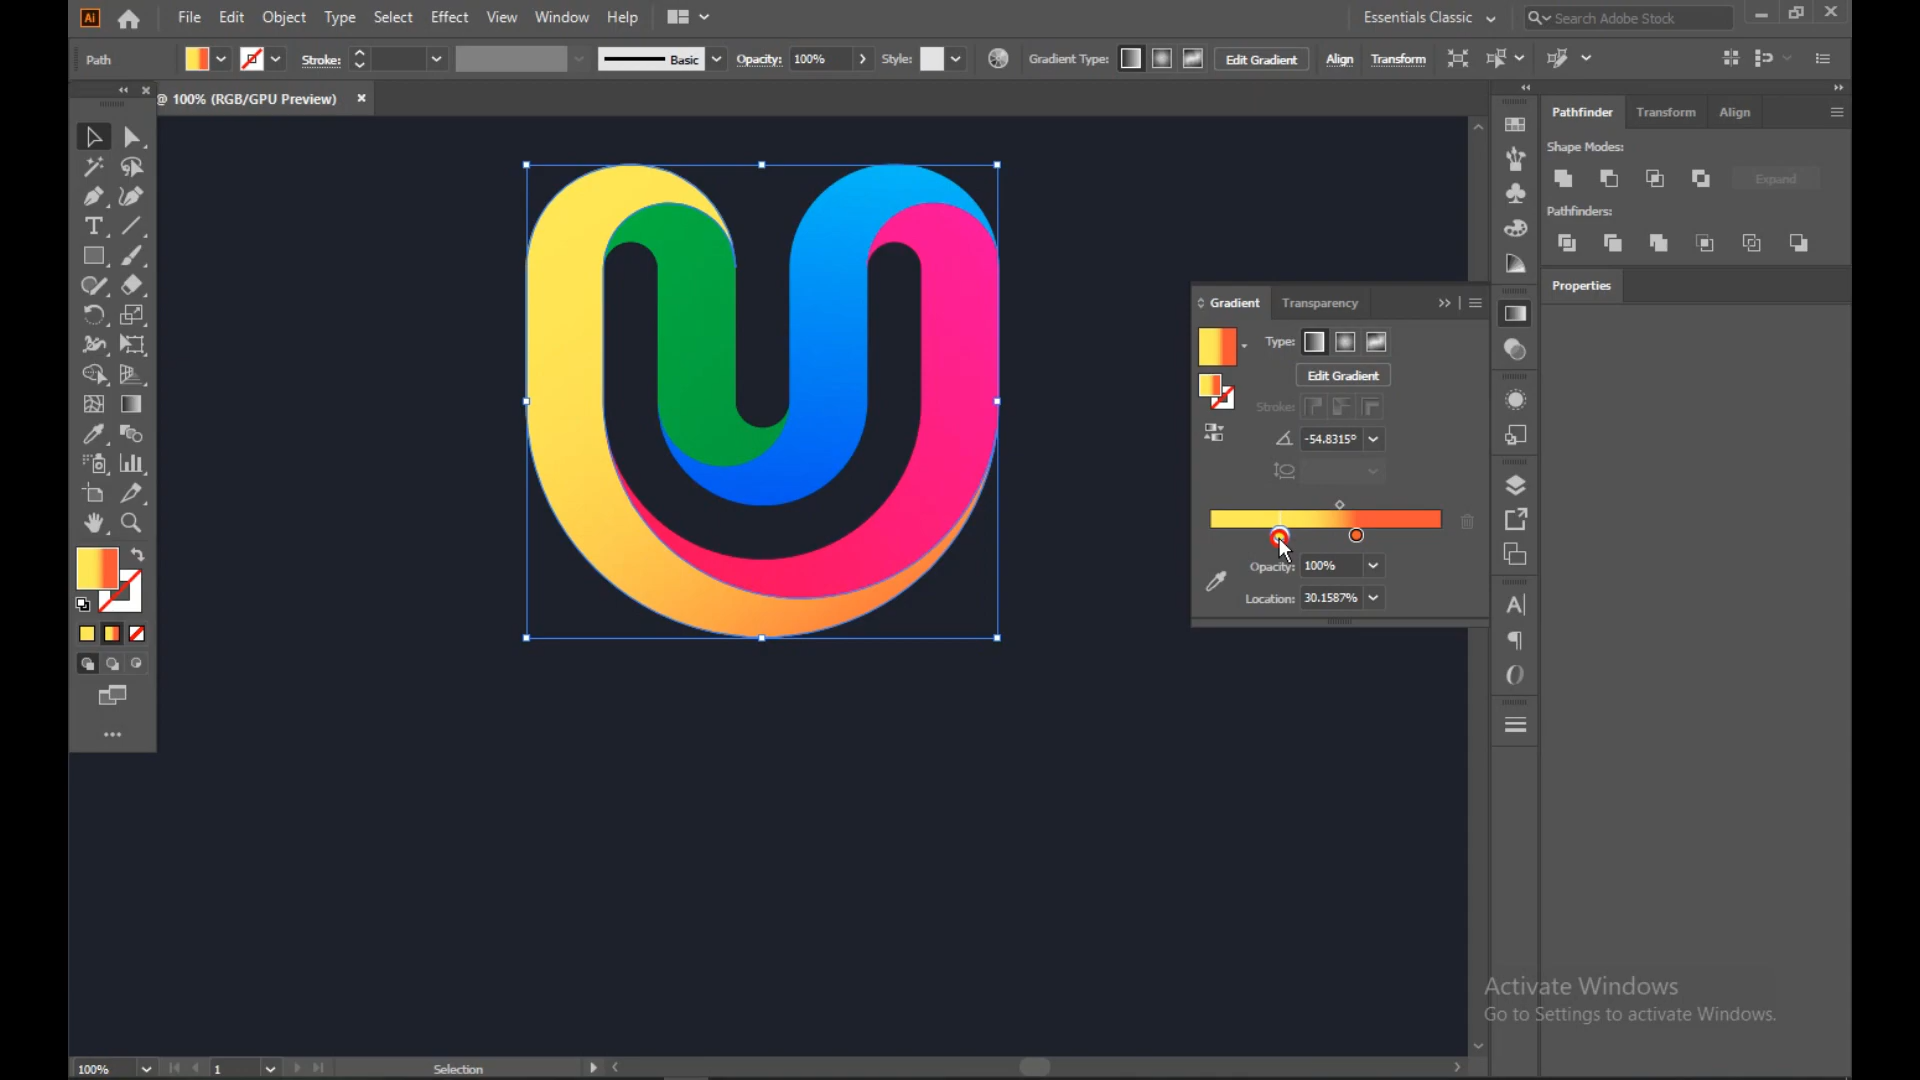 Ai File Edit Object Type Select Effect View Window Help Essentials Classic Search Adobe Stock
Path Stroke: Basic Opacity: 100% Style: Gradient Type: Edit Gradient Align Transform
@ 100% (RGB/GPU Preview)
Pathfinder Transform Align
Shape Modes:
Expand
Pathfinders:
Properties
Gradient Transparency
Type:
Edit Gradient
Stroke:
-54.8315°
Opacity: 100%
Location: 30.1587%
Activate Windows
Go to Settings to activate Windows.
100% 1 Selection